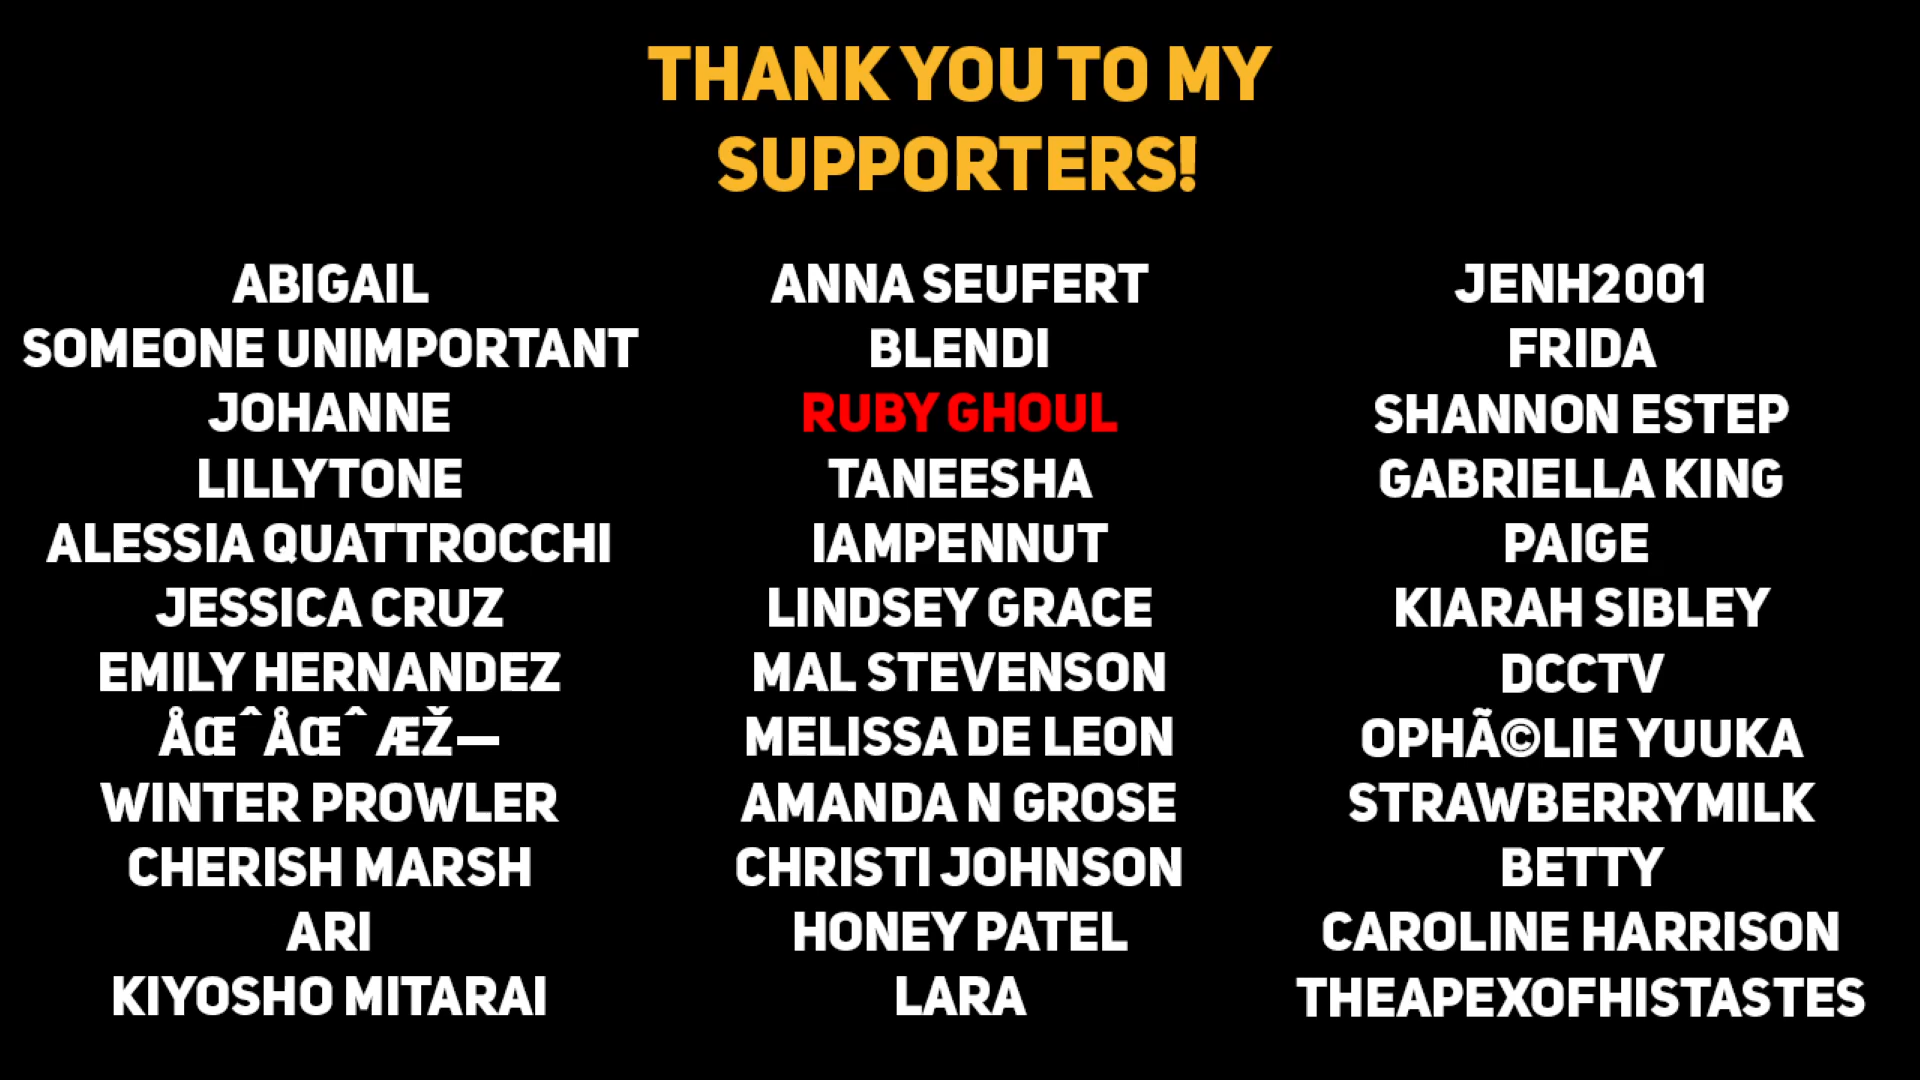 THANK YOU TO MY
SUPPORTERS!
ABIGAIL
SOMEONE UNIMPORTANT
JOHANNE
LILLYTONE
ALESSIA QUATTROCCHI
JESSICA CRUZ
EMILY HERNANDEZ
ÅŒˆÅŒˆ ÆŽ—
WINTER PROWLER
CHERISH MARSH
ARI
KIYOSHO MITARAI
ANNA SEUFERT
BLENDI
RUBY GHOUL
TANEESHA
IAMPENNUT
LINDSEY GRACE
MAL STEVENSON
MELISSA DE LEON
AMANDA N GROSE
CHRISTI JOHNSON
HONEY PATEL
LARA
JENH2001
FRIDA
SHANNON ESTEP
GABRIELLA KING
PAIGE
KIARAH SIBLEY
DCCTV
OPHÃ©LIE YUUKA
STRAWBERRYMILK
BETTY
CAROLINE HARRISON
THEAPEXOFHISTASTES